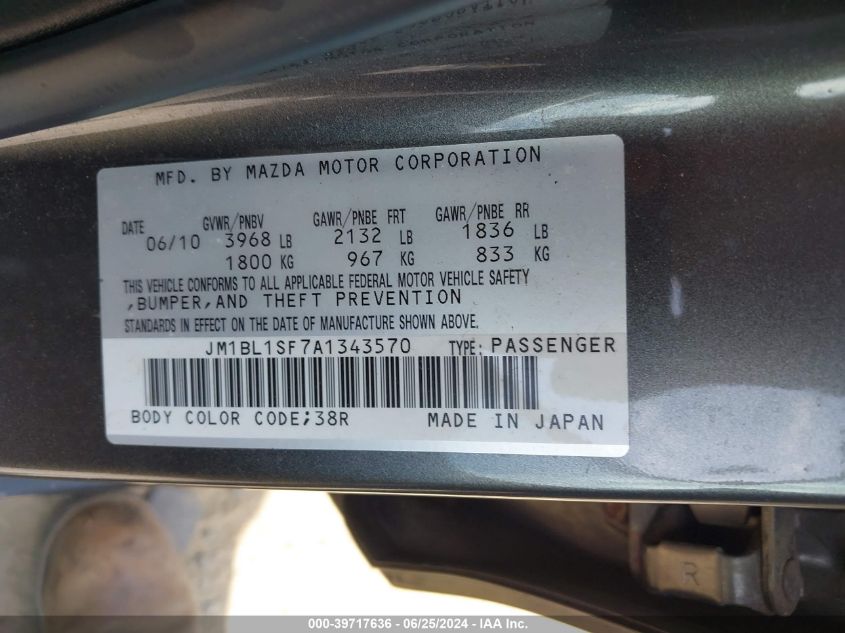 MFD. BY MAZDA MOTOR CORPORATION
DATE GVWR/PNBV GAWR/PNBE FRT GAWR/PNBE RR
06/10 3968 LB 2132 LB 1836 LB
1800 KG 967 KG 833 KG
THIS VEHICLE CONFORMS TO ALL APPLICABLE FEDERAL MOTOR VEHICLE SAFETY
,BUMPER,AND THEFT PREVENTION
STANDARDS IN EFFECT ON THE DATE OF MANUFACTURE SHOWN ABOVE.
JM1BL1SF7A1343570 TYPE: PASSENGER
BODY COLOR CODE;38R MADE IN JAPAN
R
000-39717636 - 06/25/2024 - IAA Inc.